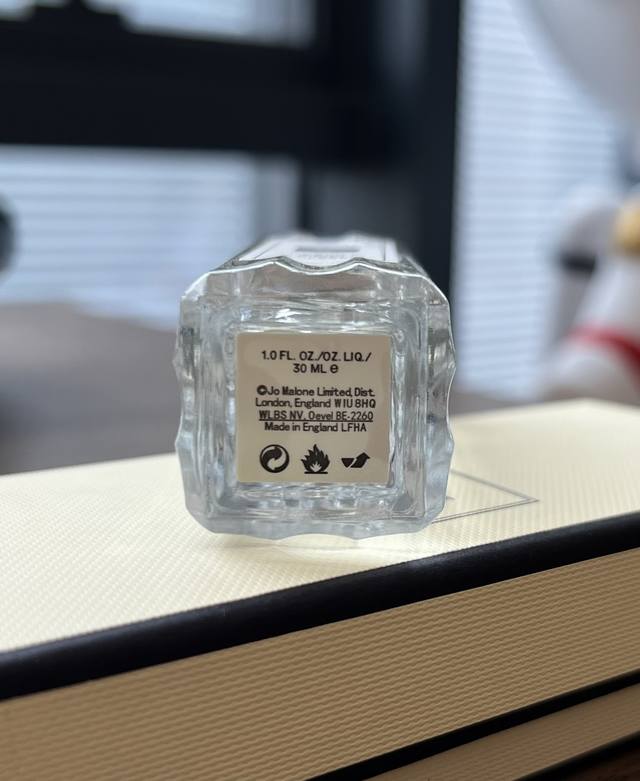 1.0 FL. OZ./OZ. LIQ./
30 ML ℮
©Jo Malone Limited, Dist.
London, England W1U 8HQ
WLBS NV. Oevel BE-2260
Made in England LFHA